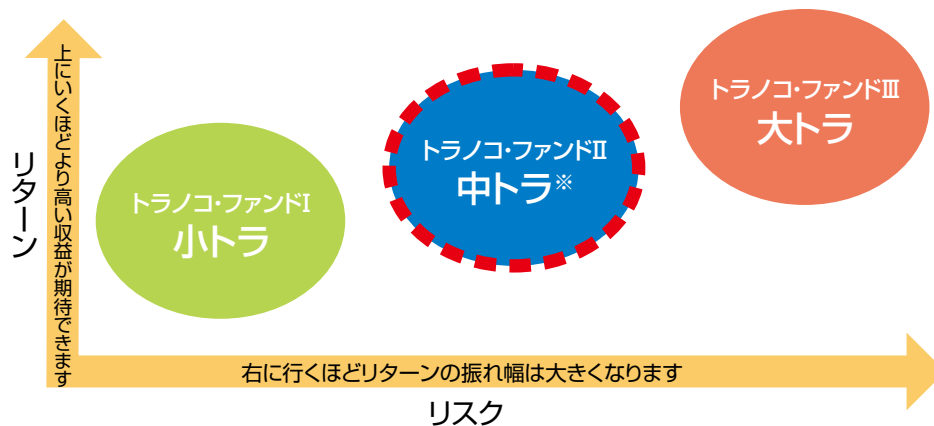 トラノコ・ファンドⅢ
大トラ
トラノコ・ファンドⅡ
中トラ※
トラノコ・ファンドⅠ
小トラ
リターン
上にいくほどより高い収益が期待できます
右に行くほどリターンの振れ幅は大きくなります
リスク